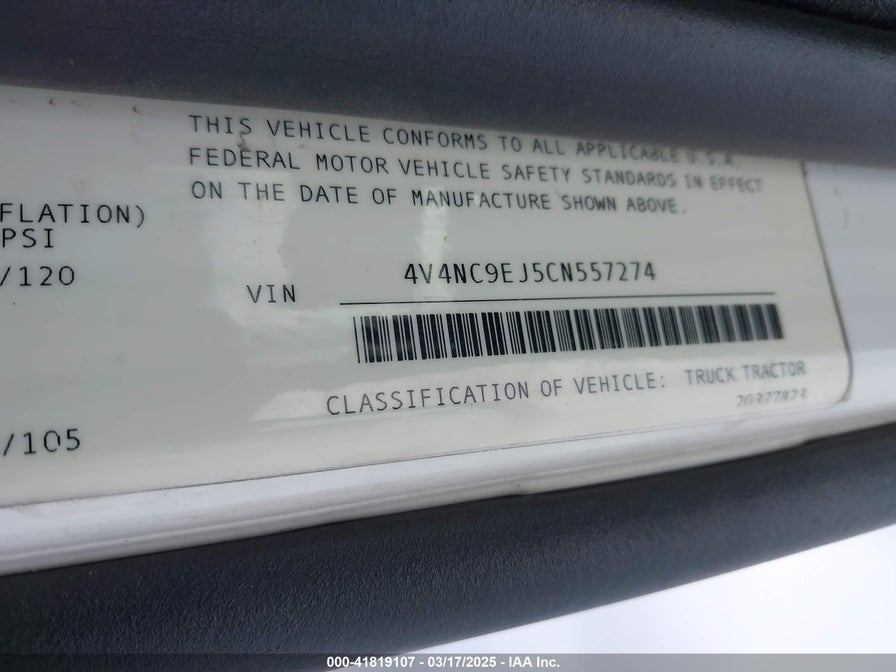 THIS VEHICLE CONFORMS TO ALL APPLICABLE U.S.A.
FEDERAL MOTOR VEHICLE SAFETY STANDARDS IN EFFECT
ON THE DATE OF MANUFACTURE SHOWN ABOVE.
FLATION)
PSI
/120
VIN 4V4NC9EJ5CN557274
CLASSIFICATION OF VEHICLE: TRUCK TRACTOR
20377823
/105
000-41819107 - 03/17/2025 - IAA Inc.